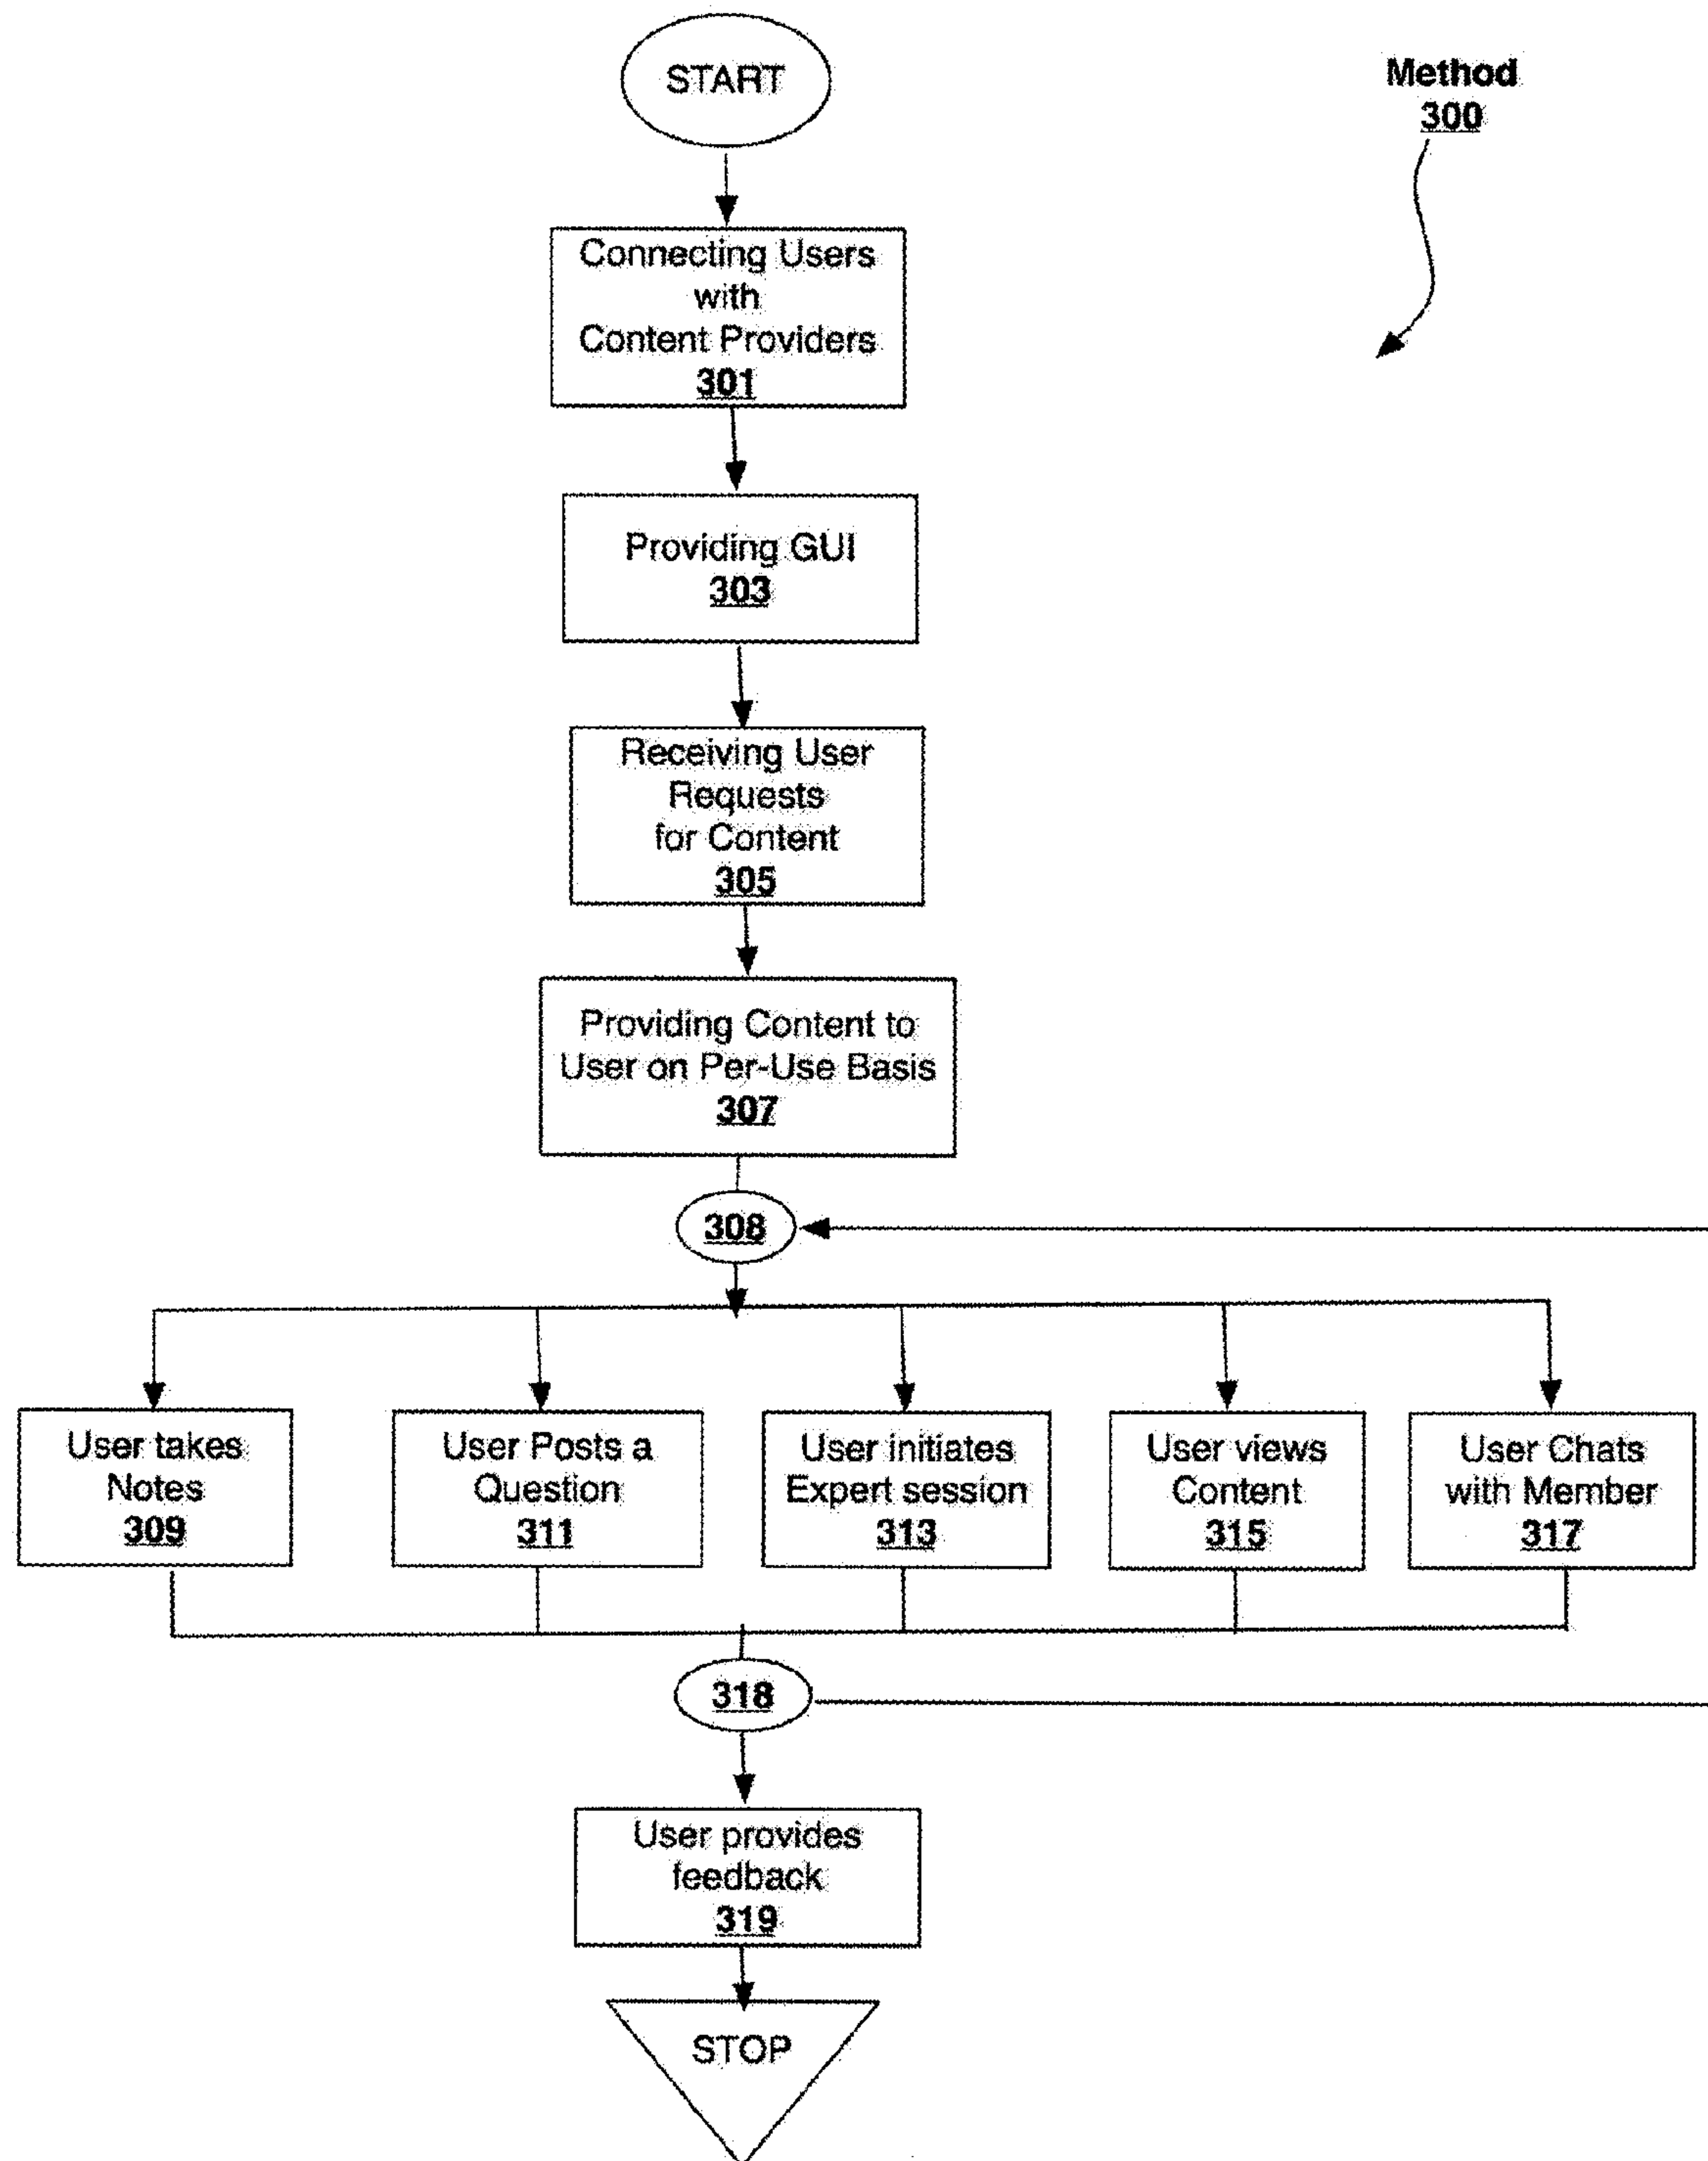 START
Method
300
Connecting Users
with
Content Providers
301
Providing GUI
303
Receiving User
Requests
for Content
305
Providing Content to
User on Per-Use Basis
307
308
User takes
Notes
309
User Posts a
Question
311
User initiates
Expert session
313
User views
Content
315
User Chats
with Member
317
318
User provides
feedback
319
STOP